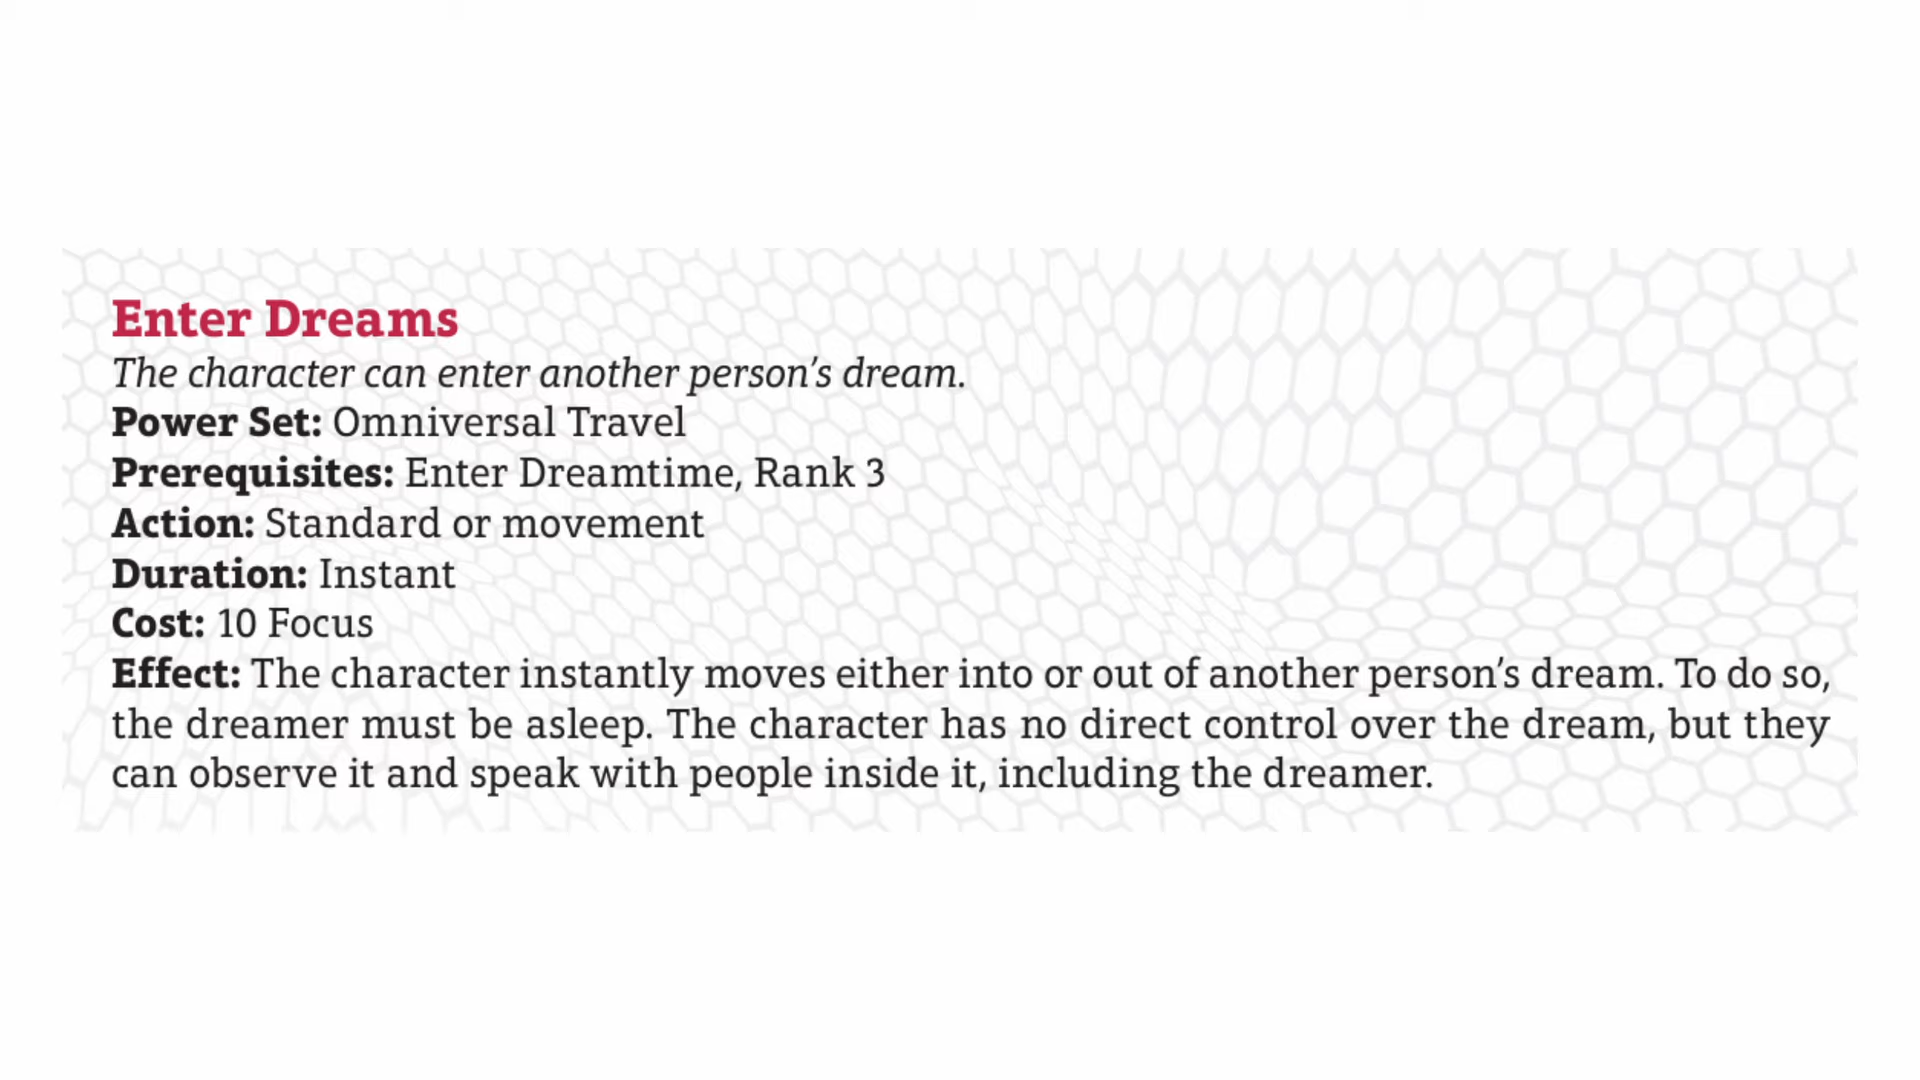 Enter Dreams
The character can enter another person's dream.
Power Set: Omniversal Travel
Prerequisites: Enter Dreamtime, Rank 3
Action: Standard or movement
Duration: Instant
Cost: 10 Focus
Effect: The character instantly moves either into or out of another person's dream. To do so,
the dreamer must be asleep. The character has no direct control over the dream, but they
can observe it and speak with people inside it, including the dreamer.